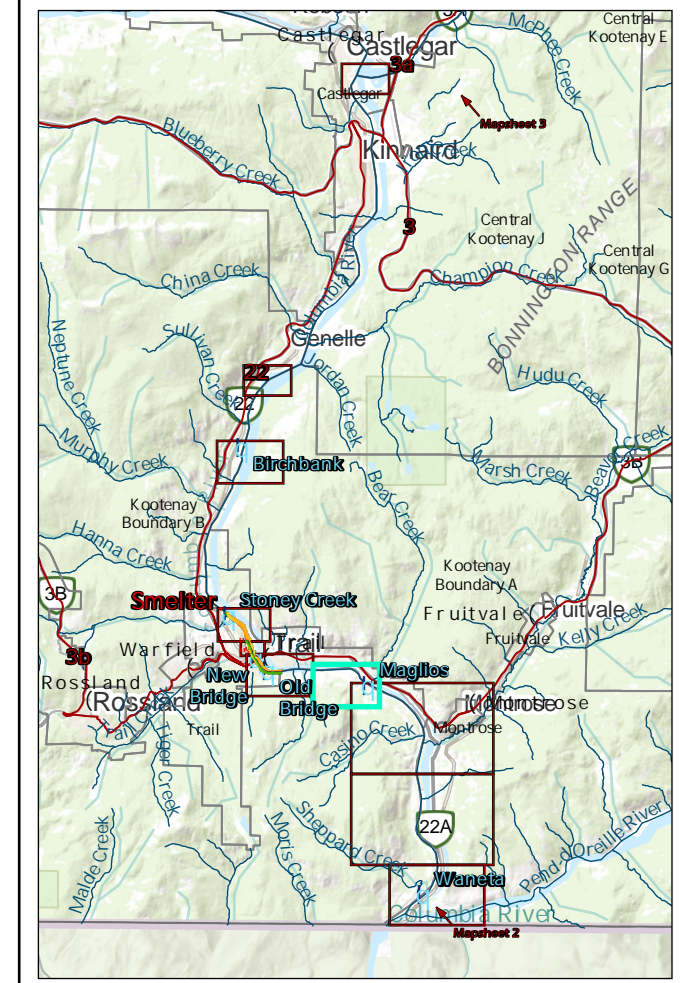 Castlegar
Castlegar
Castlegar
3a
McPhee Creek
Central
Kootenay E
Mapsheet 3
Blueberry Creek
Kinnaird
3
Central
Kootenay J
Central
Kootenay G
BONNINGTON RANGE
Champion Creek
China Creek
Columbia River
Genelle
Sullivan Creek
Jordan Creek
Neptune Creek
22
22
Hudu Creek
Murphy Creek
Birchbank
Marsh Creek
Beaver Creek
3B
Bear Creek
Kootenay
Boundary B
Hanna Creek
Kootenay
Boundary A
3B
Smelter
Stoney Creek
Fruitvale
Fruitvale
Fruitvale
Kelly Creek
Warfield
Trail
3b
Rossland
(Rossland
New
Bridge
Old
Bridge
Maglios
Montrose
Montrose
Montrose
Trail
Casino Creek
22A
Sheppard Creek
Moris Creek
Malde Creek
Pend d'Oreille River
Waneta
Columbia River
Mapsheet 2